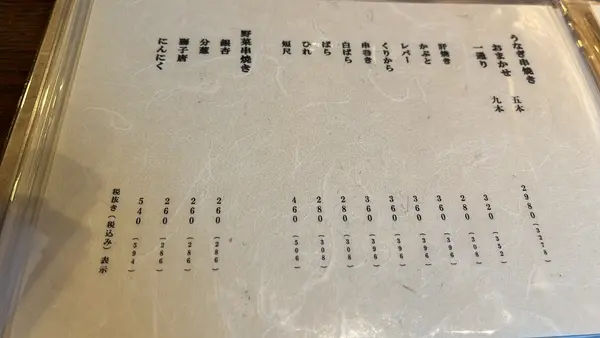 うなぎ串焼き
おまかせ 五本
一通り 九本 2980(3278)
肝焼き 320(352)
かぶと 280(308)
レバー 360(396)
くりから 360(396)
串巻き 360(396)
白ばら 360(396)
ばら 280(308)
ひれ 280(308)
短尺 460(506)
野菜串焼き
銀杏 260(286)
分葱 260(286)
獅子唐 260(286)
にんにく 540(594)
税抜き(税込み)表示